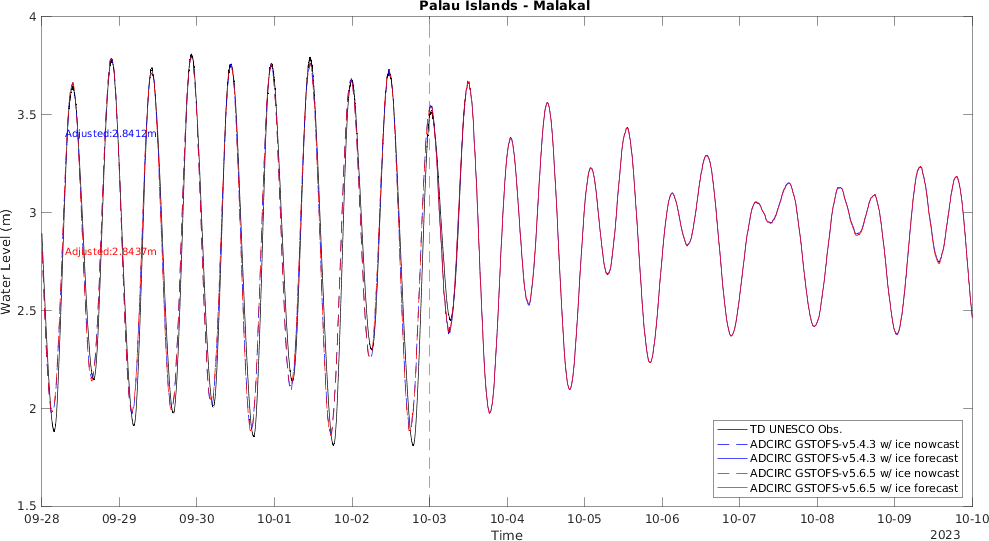 Palau Islands - Malakal
4
3.5
3
2.5
2
1.5
Water Level (m)
Adjusted:2.8412m
Adjusted:2.8437m
TD UNESCO Obs.
ADCIRC GSTOFS-v5.4.3 w/ ice nowcast
ADCIRC GSTOFS-v5.4.3 w/ ice forecast
ADCIRC GSTOFS-v5.6.5 w/ ice nowcast
ADCIRC GSTOFS-v5.6.5 w/ ice forecast
09-28 09-29 09-30 10-01 10-02 10-03 10-04 10-05 10-06 10-07 10-08 10-09 10-10
Time
2023